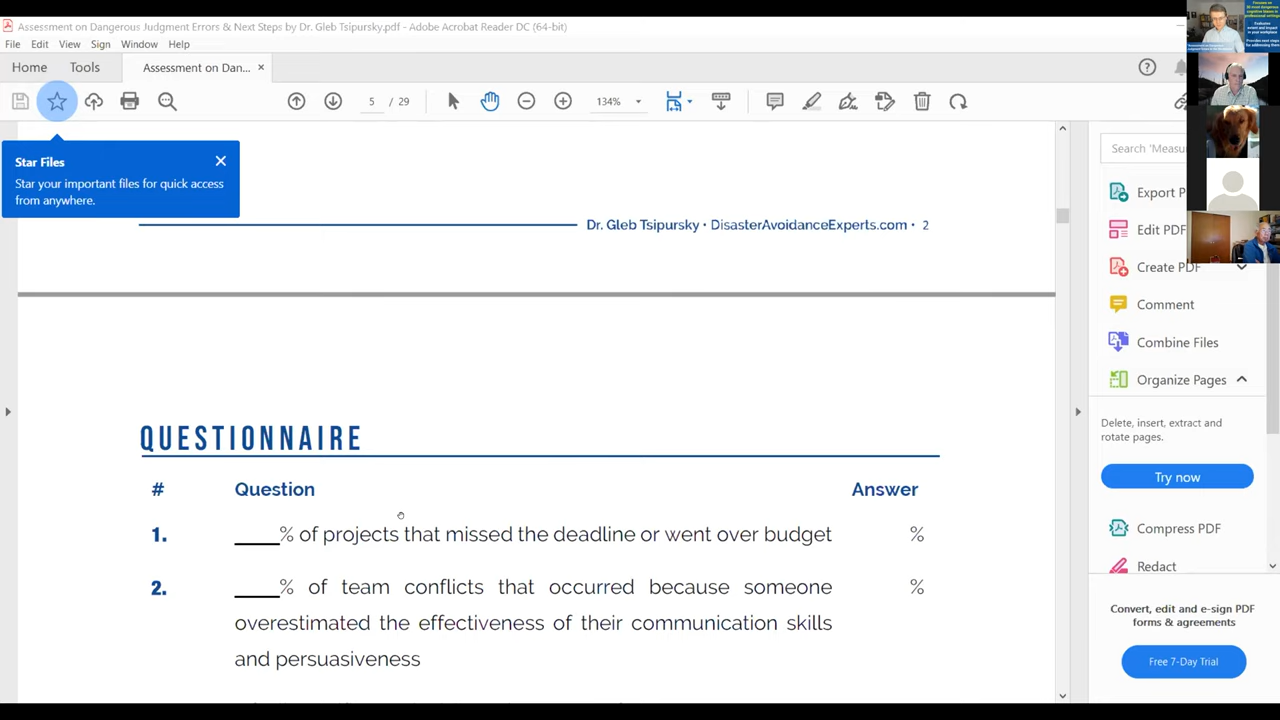 Assessment on Dangerous Judgment Errors & Next Steps by Dr. Gleb Tsipursky.pdf - Adobe Acrobat Reader DC (64-bit)
File Edit View Sign Window Help
Home Tools Assessment on Dan...
5 / 29 134%
Star Files
Star your important files for quick access
from anywhere.
Dr. Gleb Tsipursky • DisasterAvoidanceExperts.com • 2
QUESTIONNAIRE
# Question Answer
1. ____% of projects that missed the deadline or went over budget %
2. ____% of team conflicts that occurred because someone %
overestimated the effectiveness of their communication skills
and persuasiveness
Search 'Measu
Export P
Edit PDF
Create PDF
Comment
Combine Files
Organize Pages
Delete, insert, extract and
rotate pages.
Try now
Compress PDF
Redact
Convert, edit and e-sign PDF
forms & agreements
Free 7-Day Trial